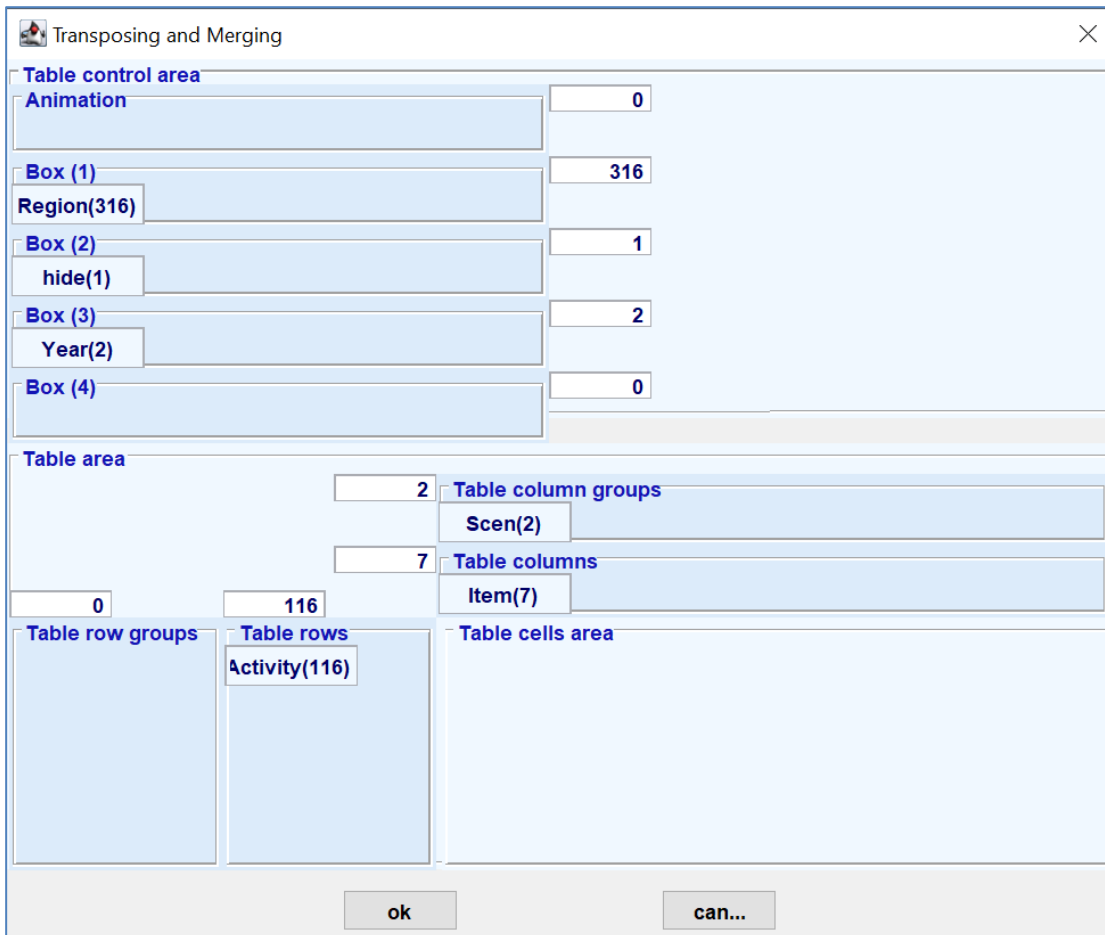 Transposing and Merging
Table control area
Animation
0
Box (1)
316
Region(316)
Box (2)
1
hide(1)
Box (3)
2
Year(2)
Box (4)
0
Table area
2
Table column groups
Scen(2)
7
Table columns
Item(7)
0
116
Table row groups
Table rows
Table cells area
Activity(116)
ok
can...